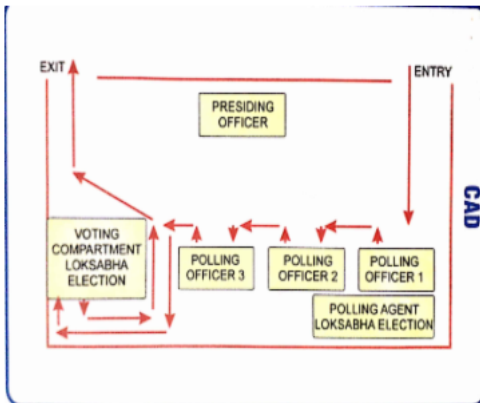 EXIT
ENTRY
PRESIDING
OFFICER
CAD
VOTING
COMPARTMENT
LOKSABHA
ELECTION
POLLING
OFFICER 3
POLLING
OFFICER 2
POLLING
OFFICER 1
POLLING AGENT
LOKSABHA ELECTION